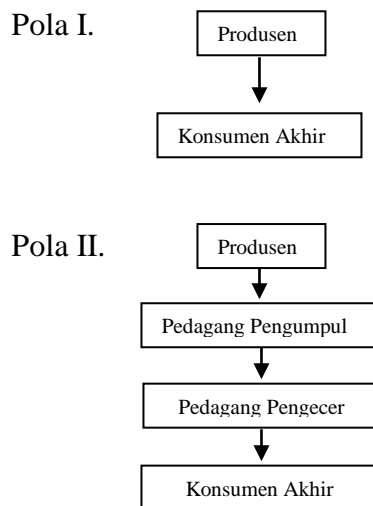 Pola I.
Produsen
Konsumen Akhir
Pola II.
Produsen
Pedagang Pengumpul
Pedagang Pengecer
Konsumen Akhir